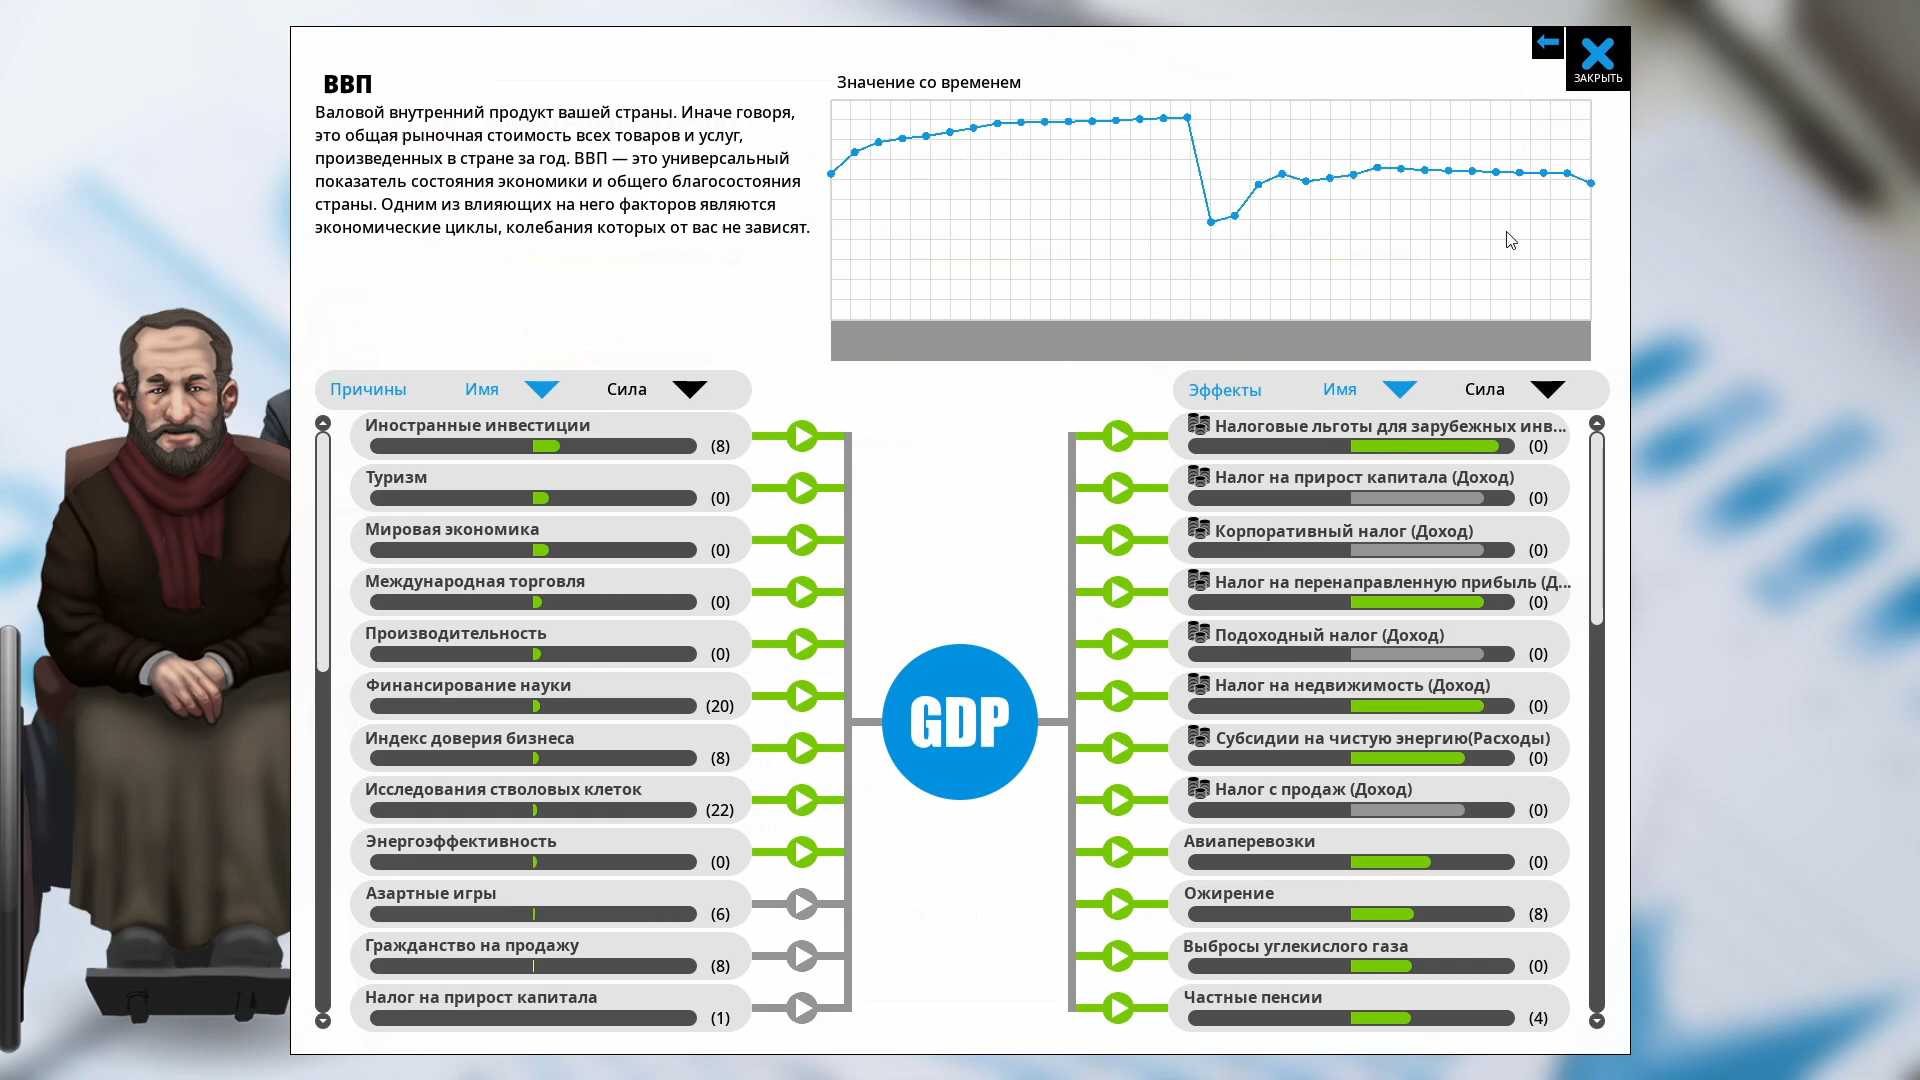 ЗАКРЫТЬ
ВВП
Валовой внутренний продукт вашей страны. Иначе говоря,
это общая рыночная стоимость всех товаров и услуг,
произведенных в стране за год. ВВП — это универсальный
показатель состояния экономики и общего благосостояния
страны. Одним из влияющих на него факторов являются
экономические циклы, колебания которых от вас не зависят.
Значение со временем
Причины Имя Сила
Иностранные инвестиции
(8)
Туризм
(0)
Мировая экономика
(0)
Международная торговля
(0)
Производительность
(0)
Финансирование науки
(20)
Индекс доверия бизнеса
(8)
Исследования стволовых клеток
(22)
Энергоэффективность
(0)
Азартные игры
(6)
Гражданство на продажу
(8)
Налог на прирост капитала
(1)
GDP
Эффекты Имя Сила
Налоговые льготы для зарубежных инв...
(0)
Налог на прирост капитала (Доход)
(0)
Корпоративный налог (Доход)
(0)
Налог на перенаправленную прибыль (Д...
(0)
Подоходный налог (Доход)
(0)
Налог на недвижимость (Доход)
(0)
Субсидии на чистую энергию(Расходы)
(0)
Налог с продаж (Доход)
(0)
Авиаперевозки
(0)
Ожирение
(8)
Выбросы углекислого газа
(0)
Частные пенсии
(4)